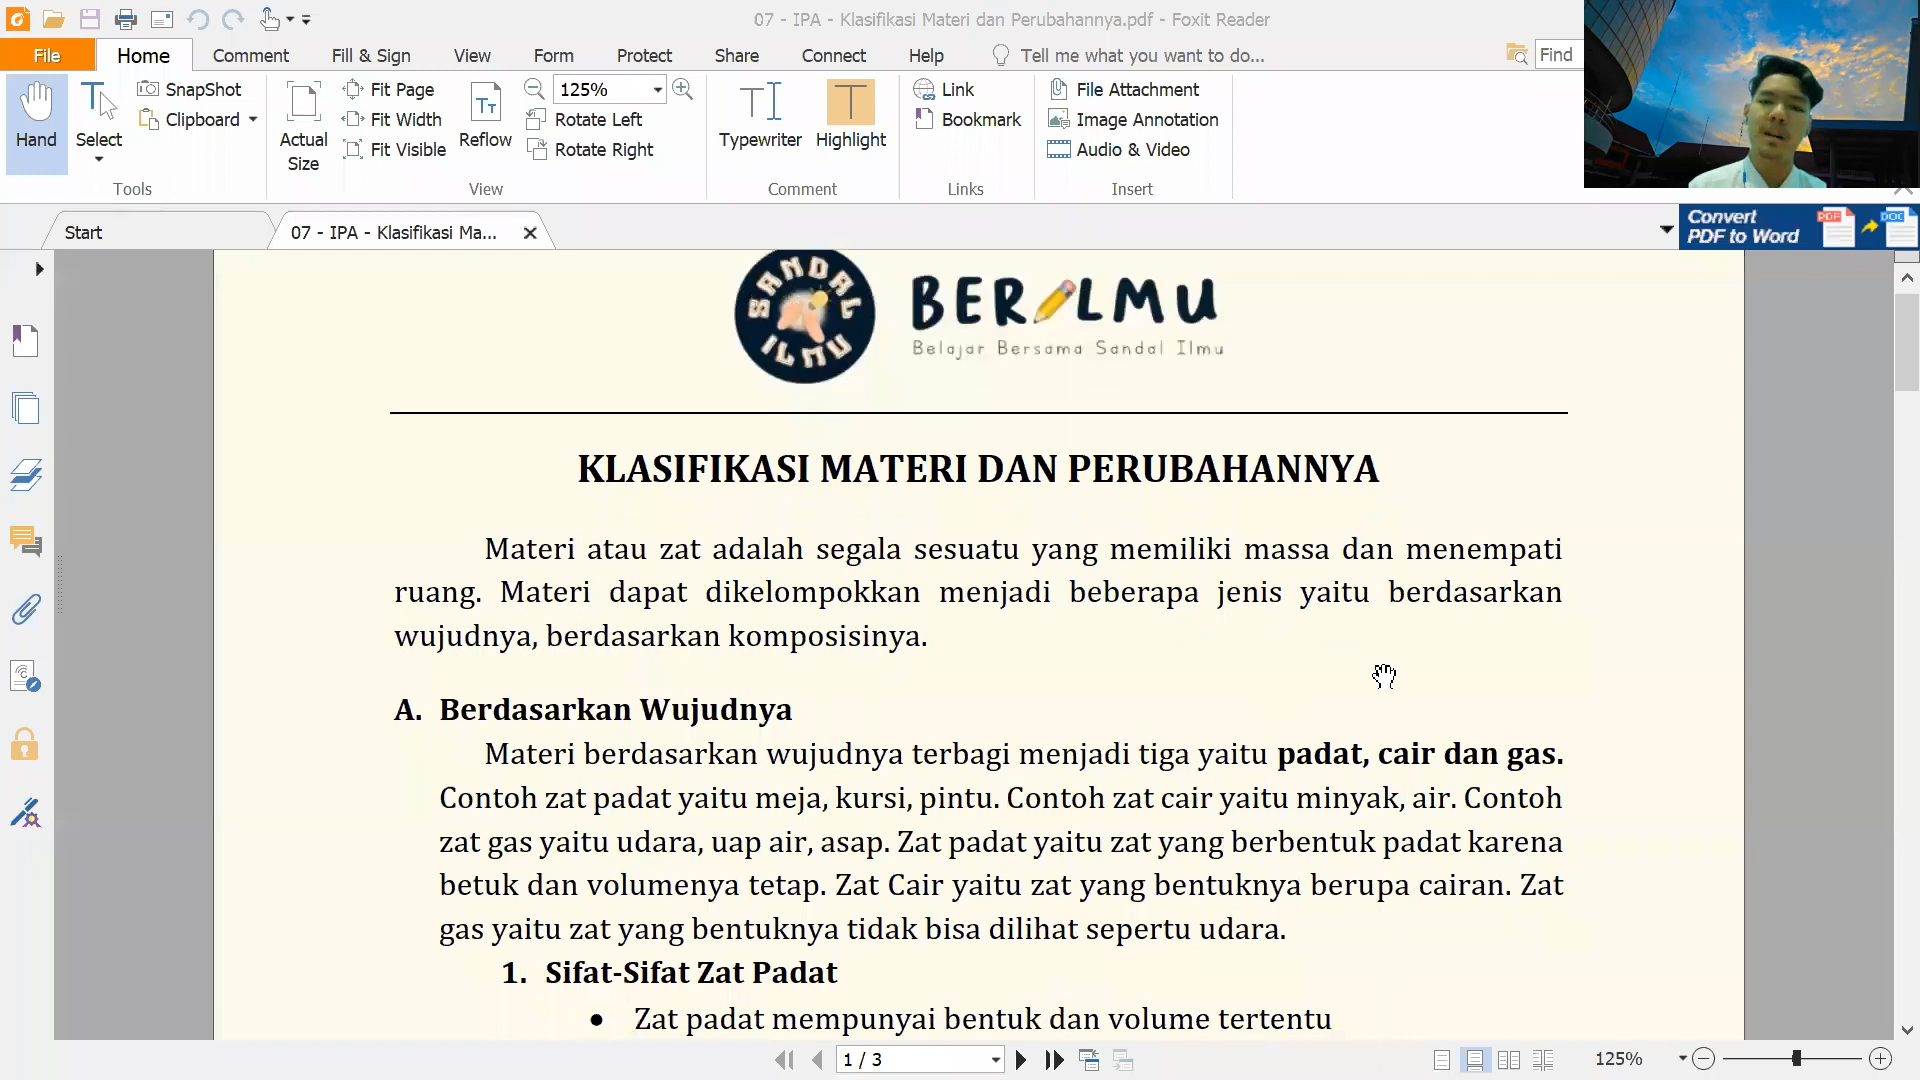 07 - IPA - Klasifikasi Materi dan Perubahannya.pdf - Foxit Reader
File Home Comment Fill & Sign View Form Protect Share Connect Help Tell me what you want to do... Find
Hand
Select
SnapShot
Clipboard
Tools
Actual Size
Fit Page
Fit Width
Fit Visible
Reflow
125%
Rotate Left
Rotate Right
View
Typewriter
Highlight
Comment
Link
Bookmark
Links
File Attachment
Image Annotation
Audio & Video
Insert
Start
07 - IPA - Klasifikasi Ma...
Convert
PDF to Word
PDF
DOC
SANDAL
ILMU
BERILMU
Belajar Bersama Sandal Ilmu
KLASIFIKASI MATERI DAN PERUBAHANNYA
Materi atau zat adalah segala sesuatu yang memiliki massa dan menempati
ruang. Materi dapat dikelompokkan menjadi beberapa jenis yaitu berdasarkan
wujudnya, berdasarkan komposisinya.
A. Berdasarkan Wujudnya
Materi berdasarkan wujudnya terbagi menjadi tiga yaitu padat, cair dan gas.
Contoh zat padat yaitu meja, kursi, pintu. Contoh zat cair yaitu minyak, air. Contoh
zat gas yaitu udara, uap air, asap. Zat padat yaitu zat yang berbentuk padat karena
betuk dan volumenya tetap. Zat Cair yaitu zat yang bentuknya berupa cairan. Zat
gas yaitu zat yang bentuknya tidak bisa dilihat sepertu udara.
1. Sifat-Sifat Zat Padat
• Zat padat mempunyai bentuk dan volume tertentu
1 / 3
125%